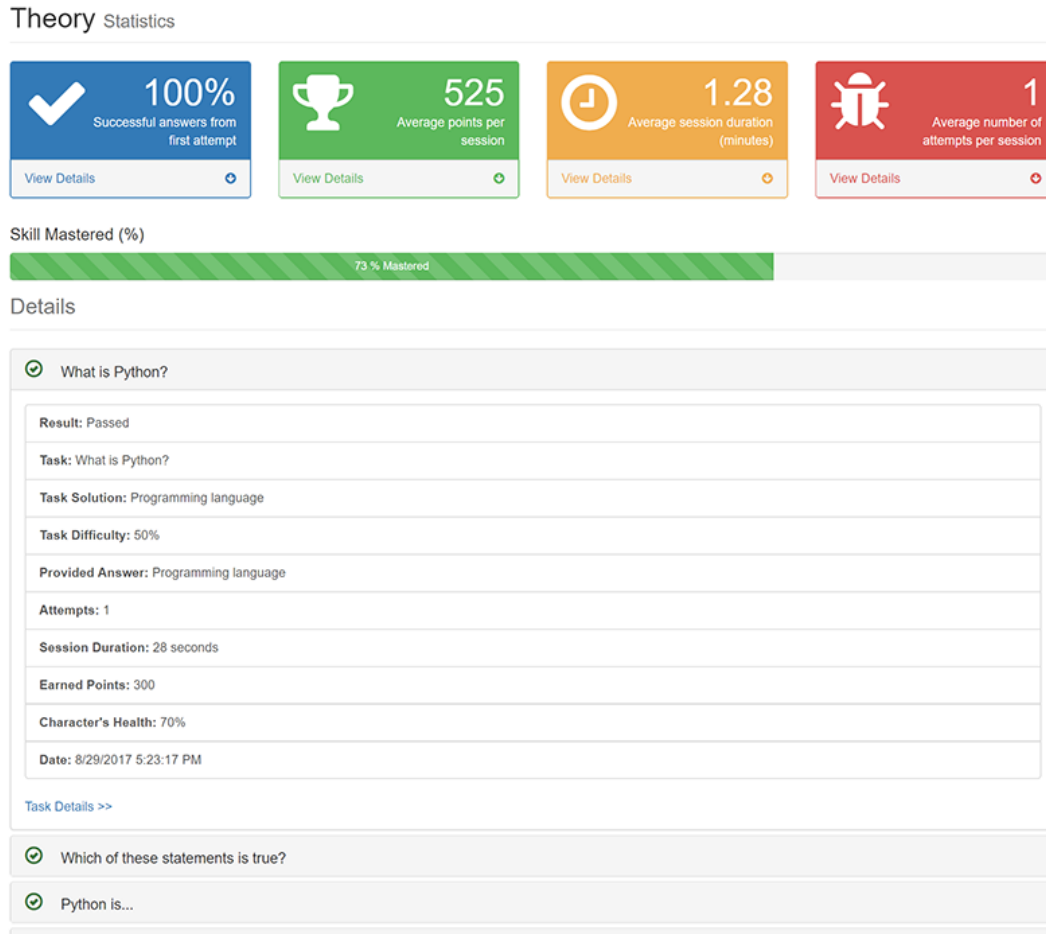 Theory Statistics
100%
Successful answers from
first attempt
View Details
525
Average points per
session
View Details
1.28
Average session duration
(minutes)
View Details
1
Average number of
attempts per session
View Details
Skill Mastered (%)
73 % Mastered
Details
What is Python?
Result: Passed
Task: What is Python?
Task Solution: Programming language
Task Difficulty: 50%
Provided Answer: Programming language
Attempts: 1
Session Duration: 28 seconds
Earned Points: 300
Character's Health: 70%
Date: 8/29/2017 5:23:17 PM
Task Details >>
Which of these statements is true?
Python is...